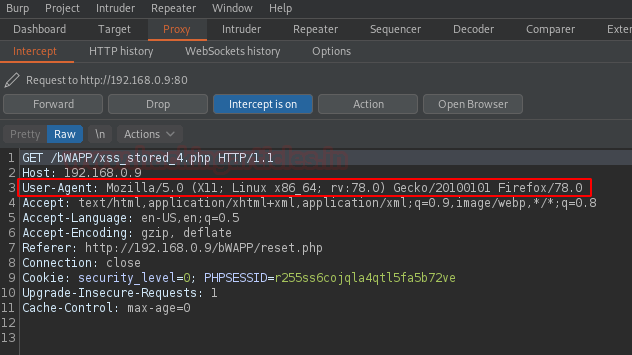 Burp Project Intruder Repeater Window Help
Dashboard Target Proxy Intruder Repeater Sequencer Decoder Comparer
Intercept HTTP history WebSockets history Options
Request to http://192.168.0.9:80
Forward Drop Intercept is on Action Open Browser
Pretty Raw \n Actions
1 GET /bWAPP/xss_stored_4.php HTTP/1.1
2 Host: 192.168.0.9
3 User-Agent: Mozilla/5.0 (X11; Linux x86_64; rv:78.0) Gecko/20100101 Firefox/78.0
4 Accept: text/html,application/xhtml+xml,application/xml;q=0.9,image/webp,*/*;q=0.8
5 Accept-Language: en-US,en;q=0.5
6 Accept-Encoding: gzip, deflate
7 Referer: http://192.168.0.9/bWAPP/reset.php
8 Connection: close
9 Cookie: security_level=0; PHPSESSID=r255ss6cojqla4qtl5fa5b72ve
10 Upgrade-Insecure-Requests: 1
11 Cache-Control: max-age=0
12
13